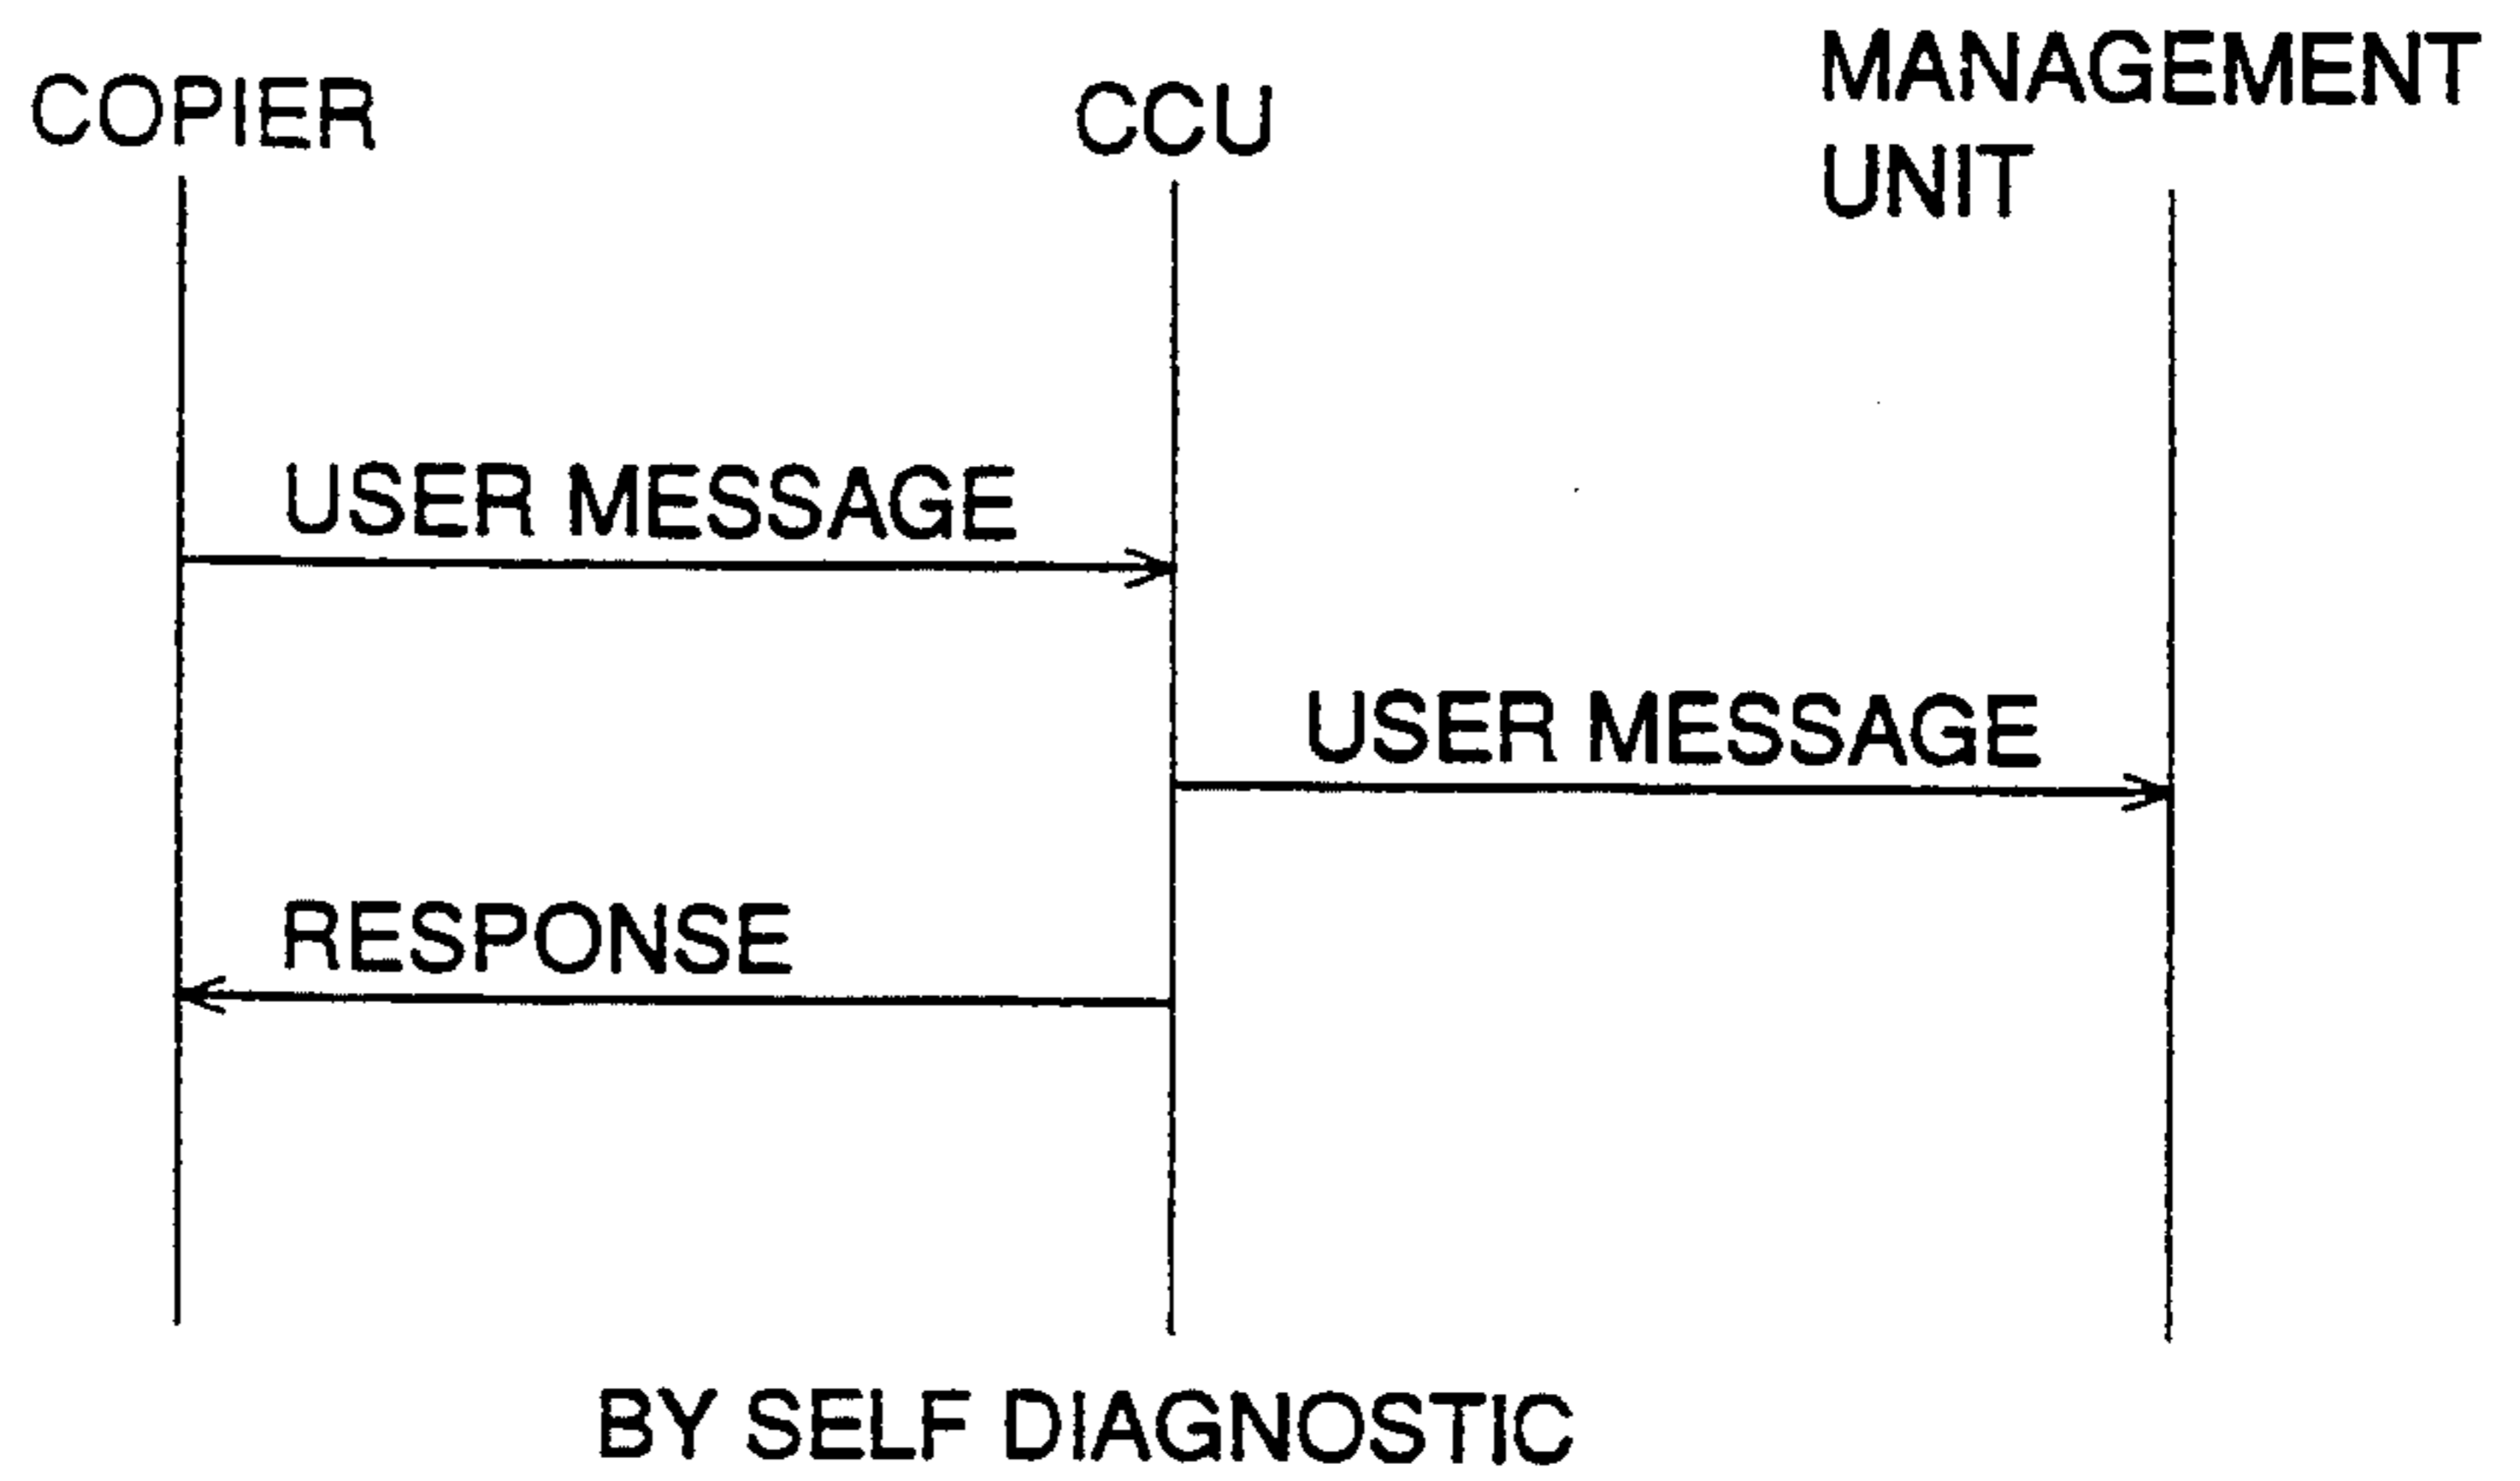 COPIER
CCU
MANAGEMENT
UNIT
USER MESSAGE
USER MESSAGE
RESPONSE
BY SELF DIAGNOSTIC